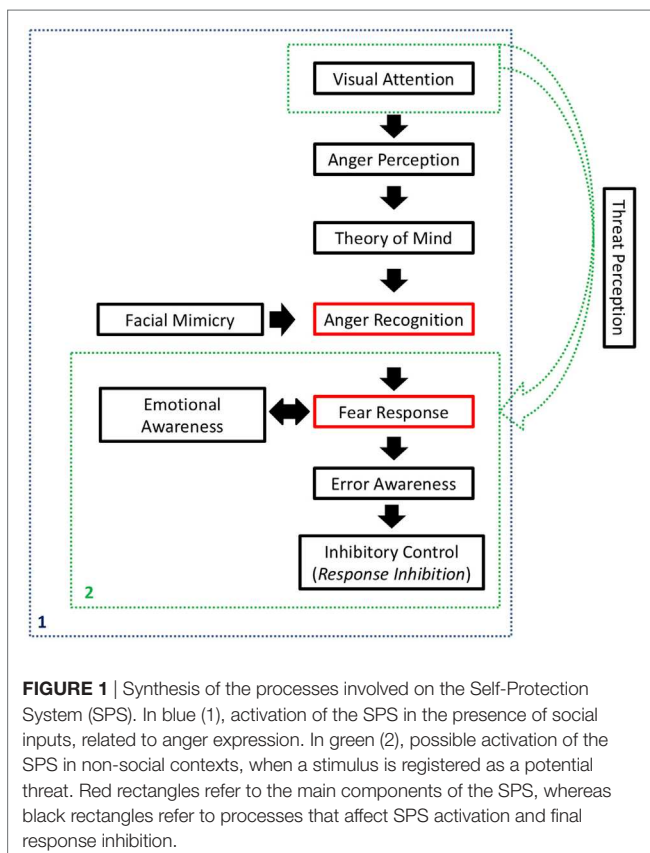 Visual Attention
Anger Perception
Theory of Mind
Facial Mimicry
Anger Recognition
Threat Perception
Emotional
Awareness
Fear Response
Error Awareness
Inhibitory Control
(Response Inhibition)
2
1
FIGURE 1 | Synthesis of the processes involved on the Self-Protection
System (SPS). In blue (1), activation of the SPS in the presence of social
inputs, related to anger expression. In green (2), possible activation of the
SPS in non-social contexts, when a stimulus is registered as a potential
threat. Red rectangles refer to the main components of the SPS, whereas
black rectangles refer to processes that affect SPS activation and final
response inhibition.